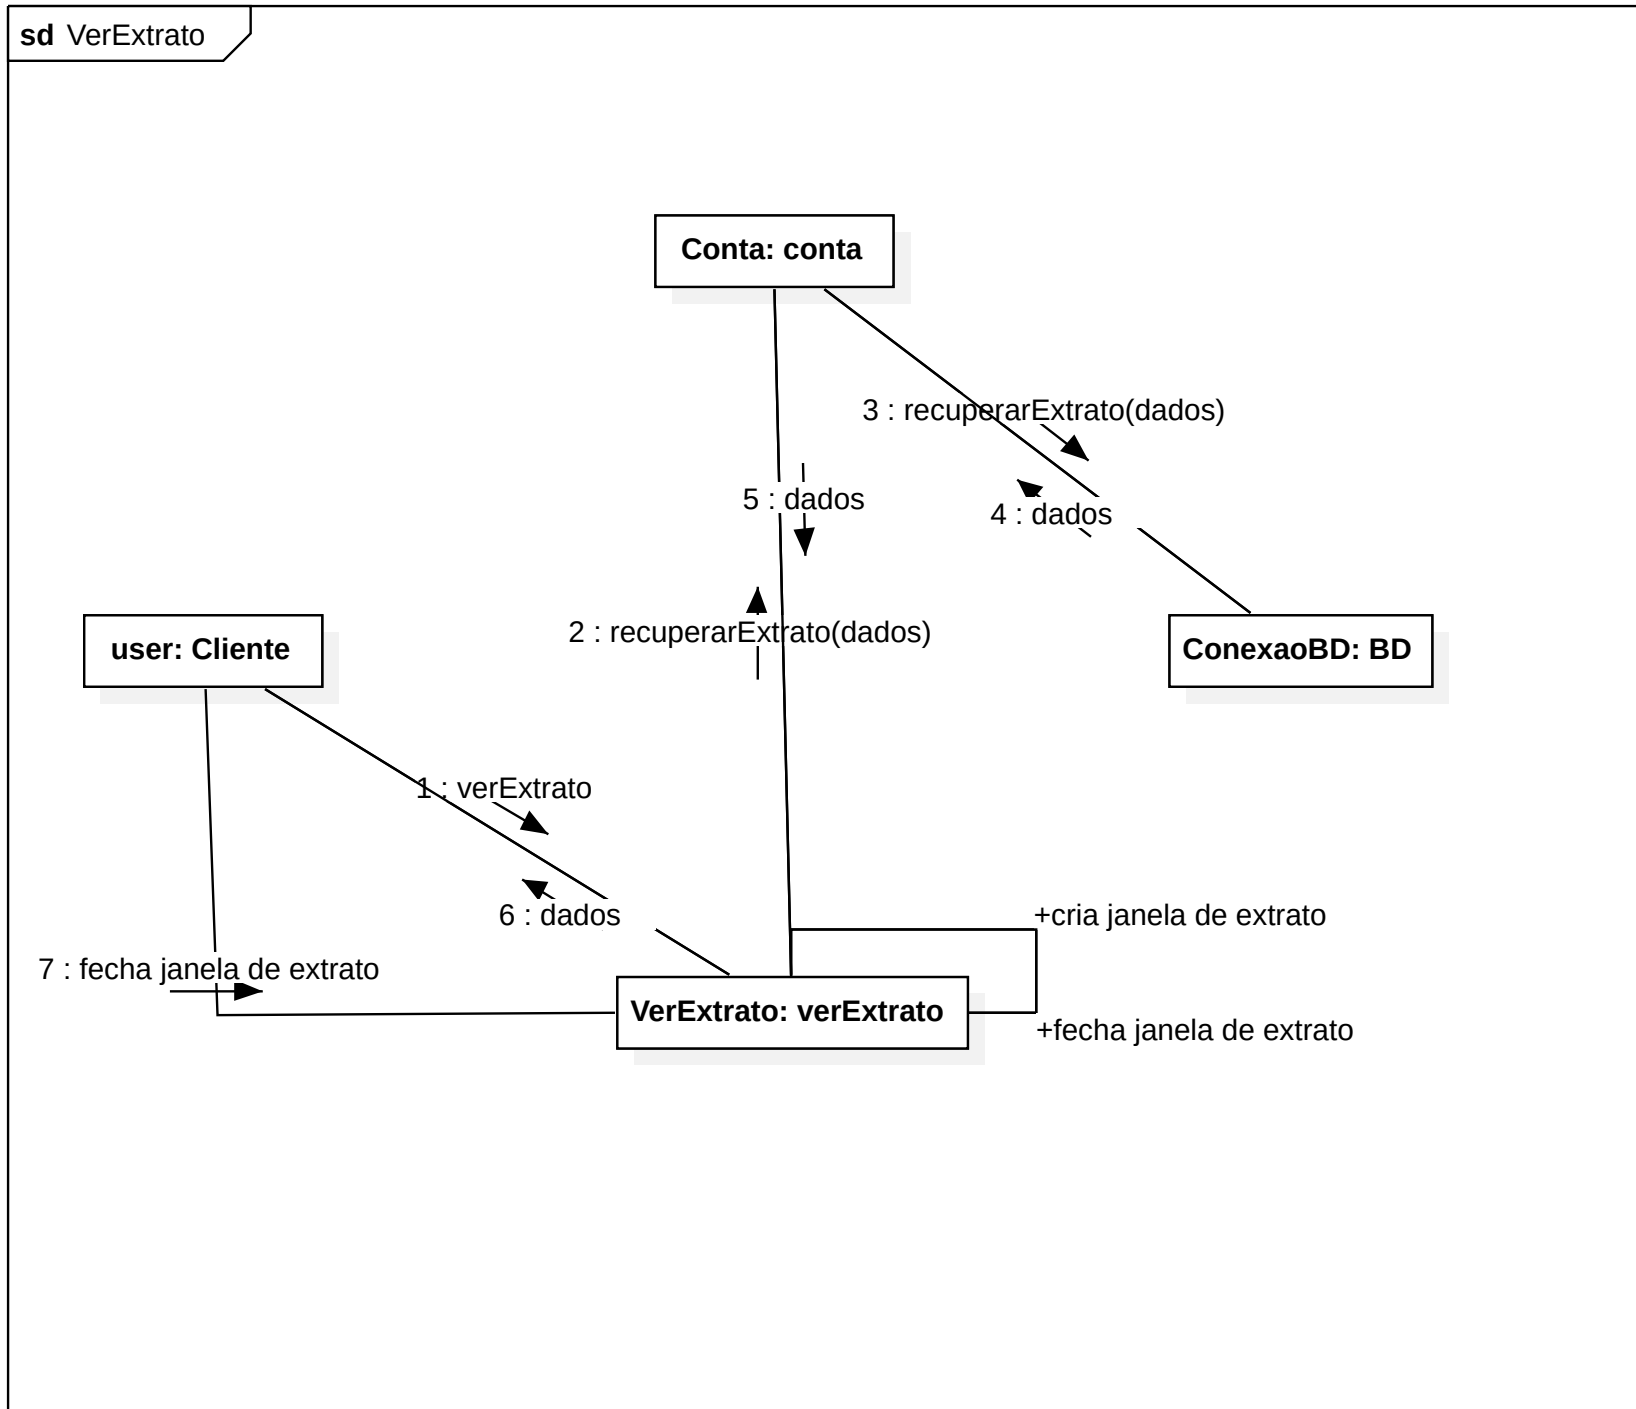 sd VerExtrato
Conta: conta
3 : recuperarExtrato(dados)
5 : dados
4 : dados
2 : recuperarExtrato(dados)
user: Cliente
ConexaoBD: BD
1 : verExtrato
6 : dados
+cria janela de extrato
7 : fecha janela de extrato
VerExtrato: verExtrato
+fecha janela de extrato